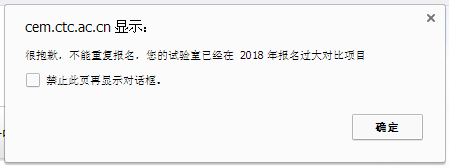 cem.ctc.ac.cn 显示：
很抱歉，不能重复报名，您的试验室已经在 2018 年报名过大对比项目
禁止此页再显示对话框。
确定